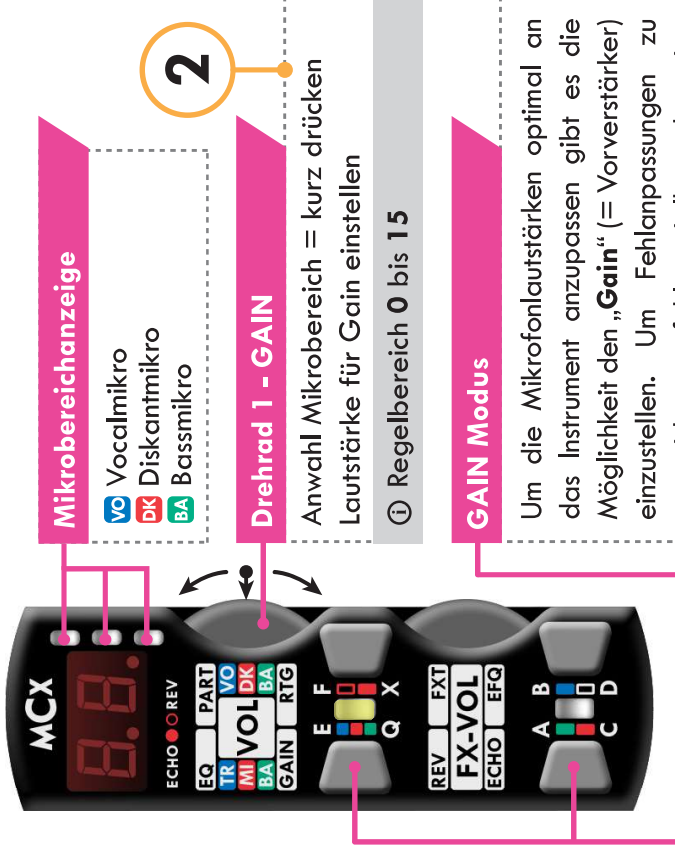 Mikrobereichanzeige
VO Vocalmikro
DK Diskantmikro
BA Bassmikro
2
Drehrad 1 - GAIN
Anwahl Mikrobereich = kurz drücken
Lautstärke für Gain einstellen
ⓘ Regelbereich 0 bis 15
GAIN Modus
Um die Mikrofonlautstärken optimal an
das Instrument anzupassen gibt es die
Möglichkeit den „Gain“ (= Vorverstärker)
einzustellen. Um Fehlanpassungen zu
MCX
8.8.
ECHO REV
EQ PART
TR VO
MI VOL DK
BA BA
GAIN RTG
E F
Q X
REV FXT
FX-VOL
ECHO EFQ
A B
C D